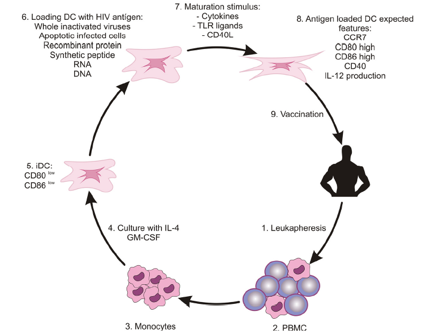 6. Loading DC with HIV antigen:
Whole inactivated viruses
Apoptotic infected cells
Recombinant protein
Synthetic peptide
RNA
DNA
7. Maturation stimulus:
- Cytokines
- TLR ligands
- CD40L
8. Antigen loaded DC expected
features:
CCR7
CD80 high
CD86 high
CD40
IL-12 production
9. Vaccination
1. Leukapheresis
2. PBMC
3. Monocytes
4. Culture with IL-4
GM-CSF
5. iDC:
CD80 low
CD86 low